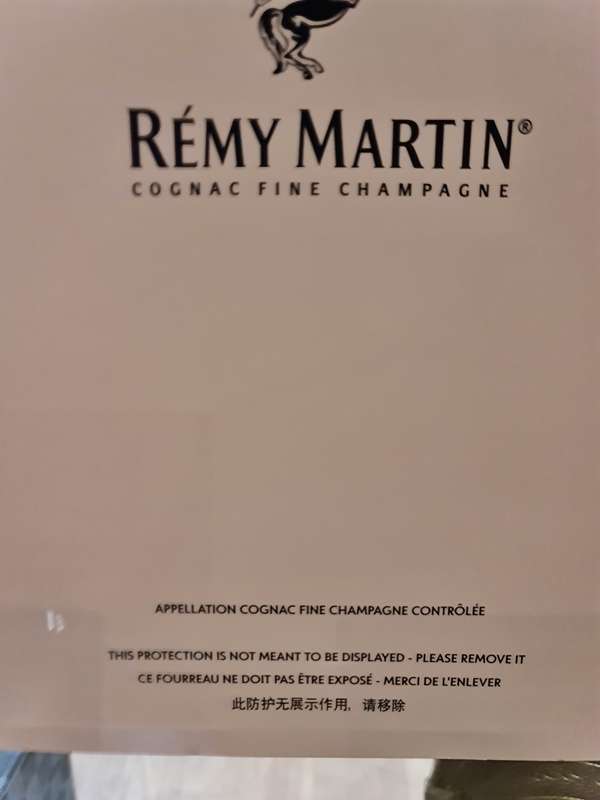 RÉMY MARTIN®
COGNAC FINE CHAMPAGNE
APPELLATION COGNAC FINE CHAMPAGNE CONTRÔLÉE
THIS PROTECTION IS NOT MEANT TO BE DISPLAYED - PLEASE REMOVE IT
CE FOURREAU NE DOIT PAS ÊTRE EXPOSÉ - MERCI DE L'ENLEVER
此防护无展示作用, 请移除